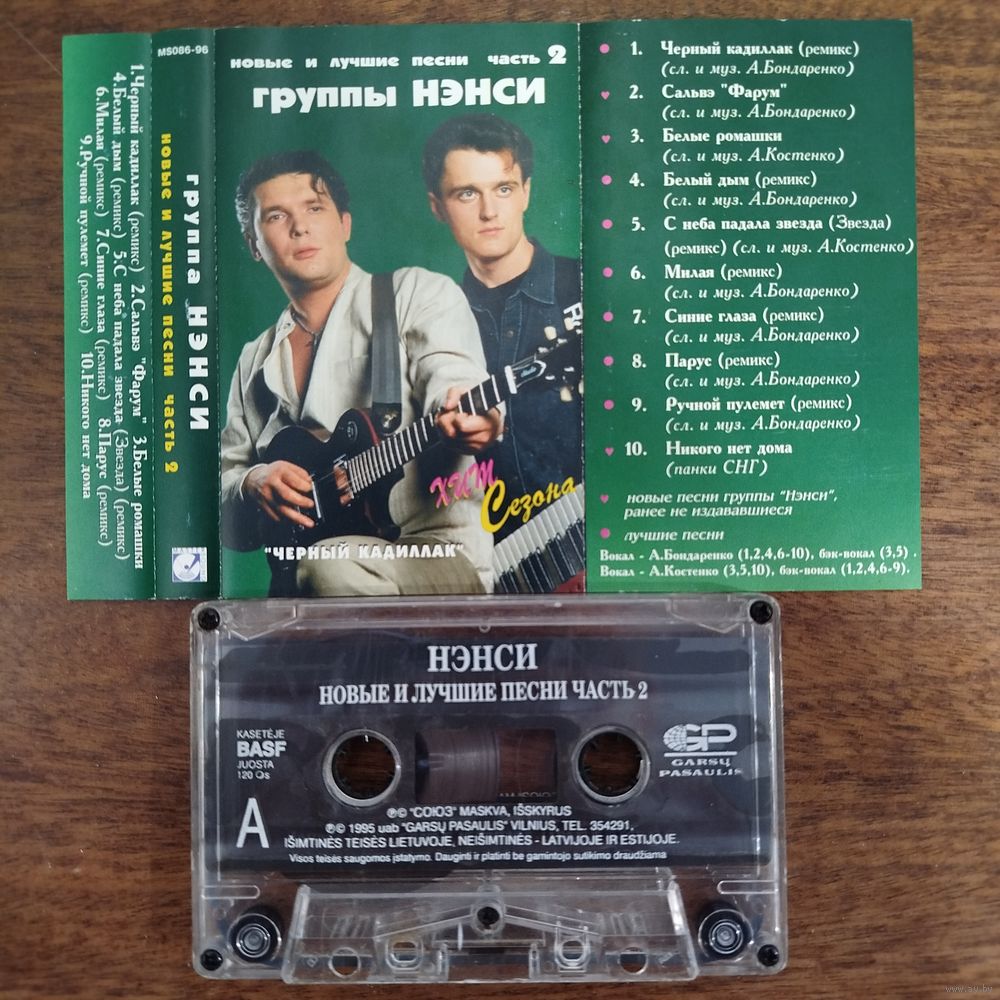 1.Черный кадиллак (ремикс) 2.Сальвэ "Фарум" 3.Белые ромашки
4.Белый дым (ремикс) 5.С неба падала звезда (Звезда) (ремикс)
6.Милая (ремикс) 7.Синие глаза (ремикс) 8.Парус (ремикс)
9.Ручной пулемет (ремикс) 10.Никого нет дома
MS086-96
группа НЭНСИ
новые и лучшие песни часть 2
новые и лучшие песни часть 2
группы НЭНСИ
хит
Сезона
"ЧЕРНЫЙ КАДИЛЛАК"
1. Черный кадиллак (ремикс)
(сл. и муз. А.Бондаренко)
2. Сальвэ "Фарум"
(сл. и муз. А.Бондаренко)
3. Белые ромашки
(сл. и муз. А.Костенко)
4. Белый дым (ремикс)
(сл. и муз. А.Бондаренко)
5. С неба падала звезда (Звезда)
(ремикс) (сл. и муз. А.Костенко)
6. Милая (ремикс)
(сл. и муз. А.Бондаренко)
7. Синие глаза (ремикс)
(сл. и муз. А.Бондаренко)
8. Парус (ремикс)
(сл. и муз. А.Бондаренко)
9. Ручной пулемет (ремикс)
(сл. и муз. А.Бондаренко)
10. Никого нет дома
(панки СНГ)
новые песни группы "Нэнси",
ранее не издававшиеся
лучшие песни
Вокал - А.Бондаренко (1,2,4,6-10), бэк-вокал (3,5) .
Вокал - А.Костенко (3,5,10), бэк-вокал (1,2,4,6-9).
НЭНСИ
НОВЫЕ И ЛУЧШИЕ ПЕСНИ ЧАСТЬ 2
KASETĖJE
BASF
JUOSTA
120 Qs
GP
GARSŲ
PASAULIS
A
℗© "СОЮЗ" MASKVA, IŠSKYRUS
℗© 1995 uab "GARSŲ PASAULIS" VILNIUS, TEL. 354291,
IŠIMTINĖS TEISĖS LIETUVOJE, NEIŠIMTINĖS - LATVIJOJE IR ESTIJOJE.
Visos teisės saugomos įstatymo. Dauginti ir platinti be gamintojo sutikimo draudžiama
www.ay.by